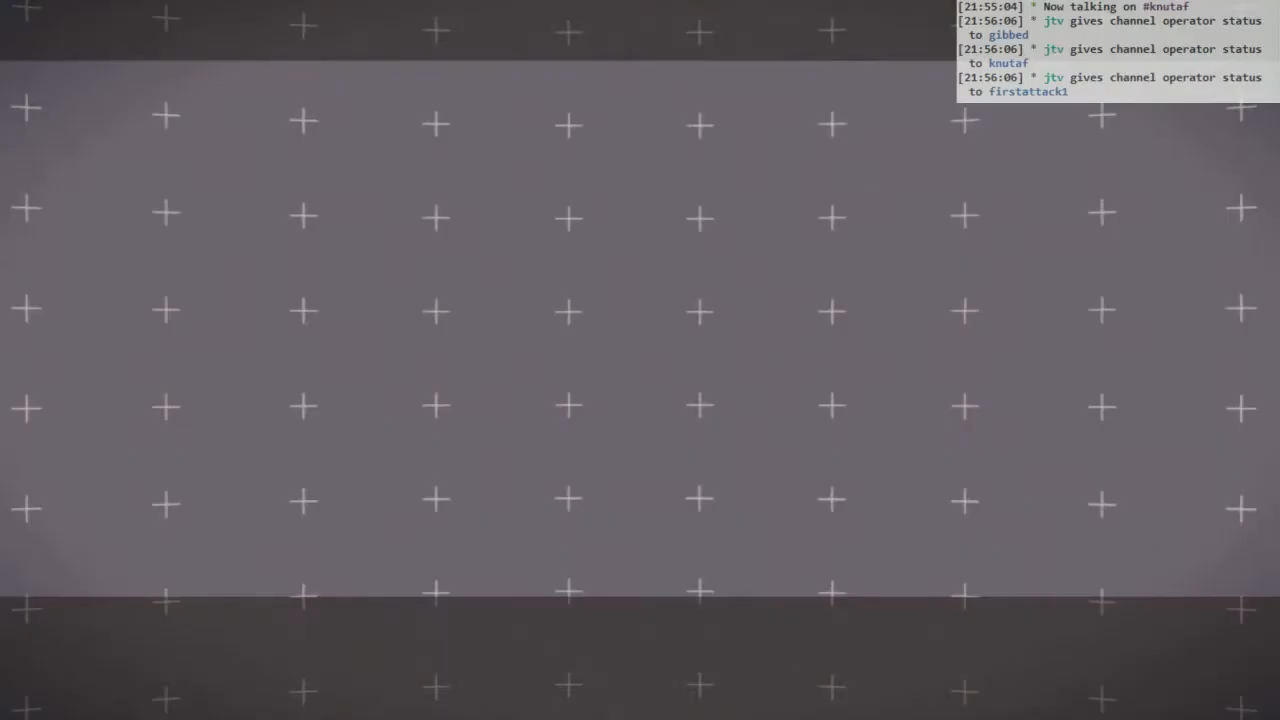 [21:55:04] * Now talking on #knutaf
[21:56:06] * jtv gives channel operator status
to gibbed
[21:56:06] * jtv gives channel operator status
to knutaf
[21:56:06] * jtv gives channel operator status
to firstattack1